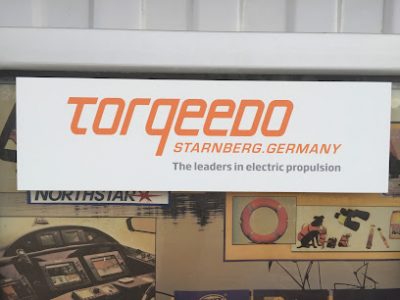 TORQEEDO
STARNBERG.GERMANY
The leaders in electric propulsion
NORTHSTAR